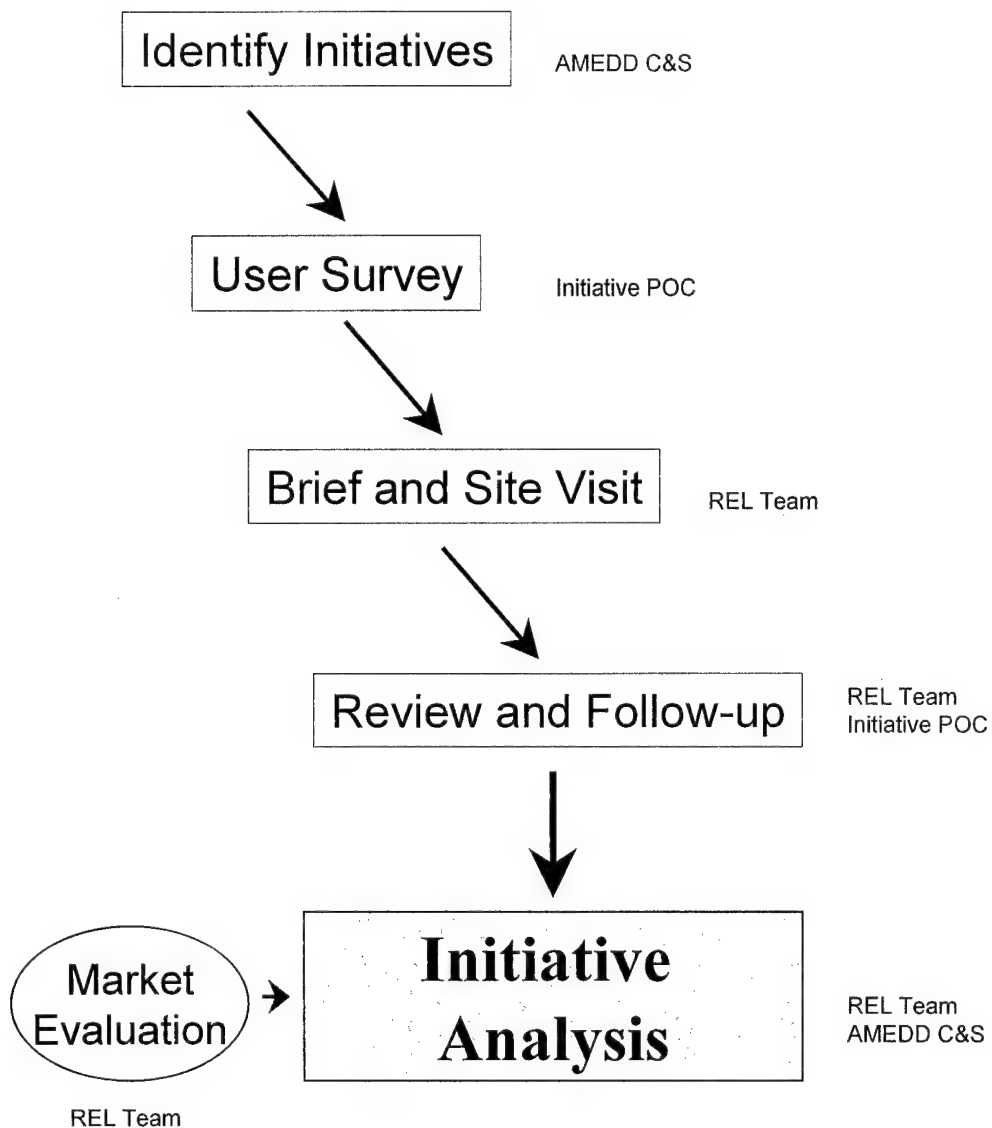 Identify Initiatives
AMEDD C&S
User Survey
Initiative POC
Brief and Site Visit
REL Team
Review and Follow-up
REL Team
Initiative POC
Market
Evaluation
REL Team
Initiative
Analysis
REL Team
AMEDD C&S